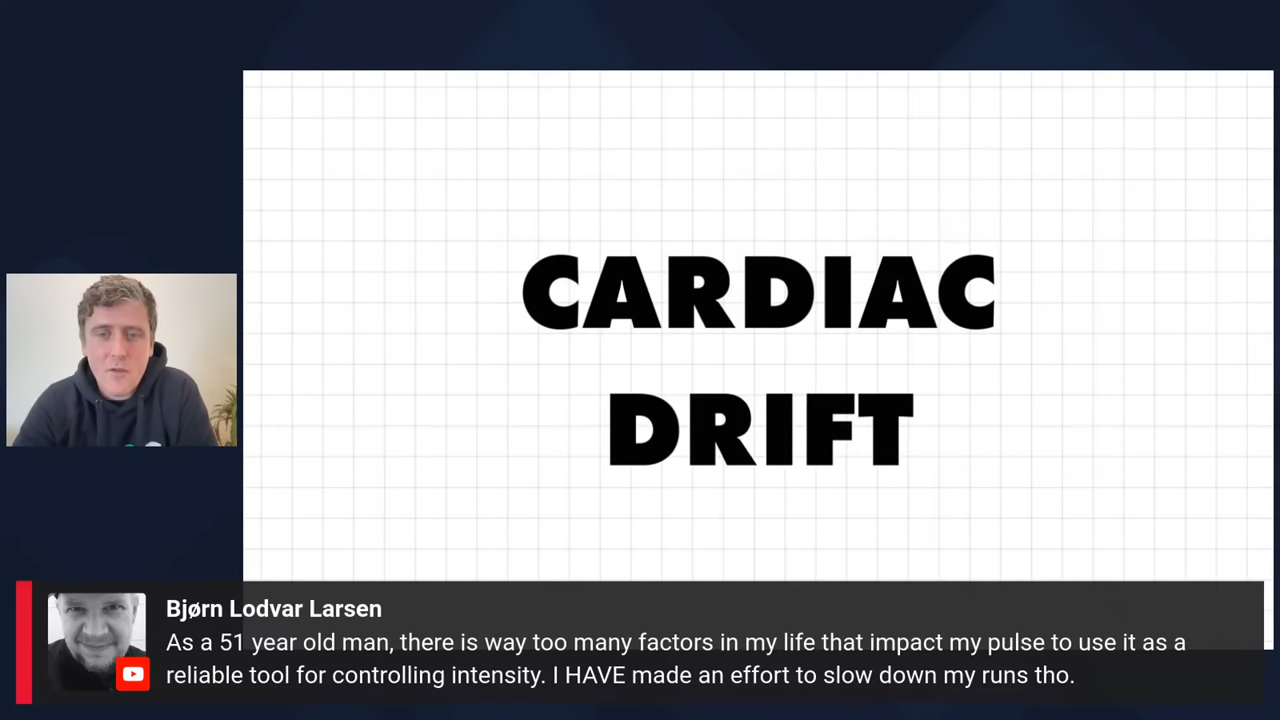 CARDIAC
DRIFT
Bjørn Lodvar Larsen
As a 51 year old man, there is way too many factors in my life that impact my pulse to use it as a
reliable tool for controlling intensity. I HAVE made an effort to slow down my runs tho.